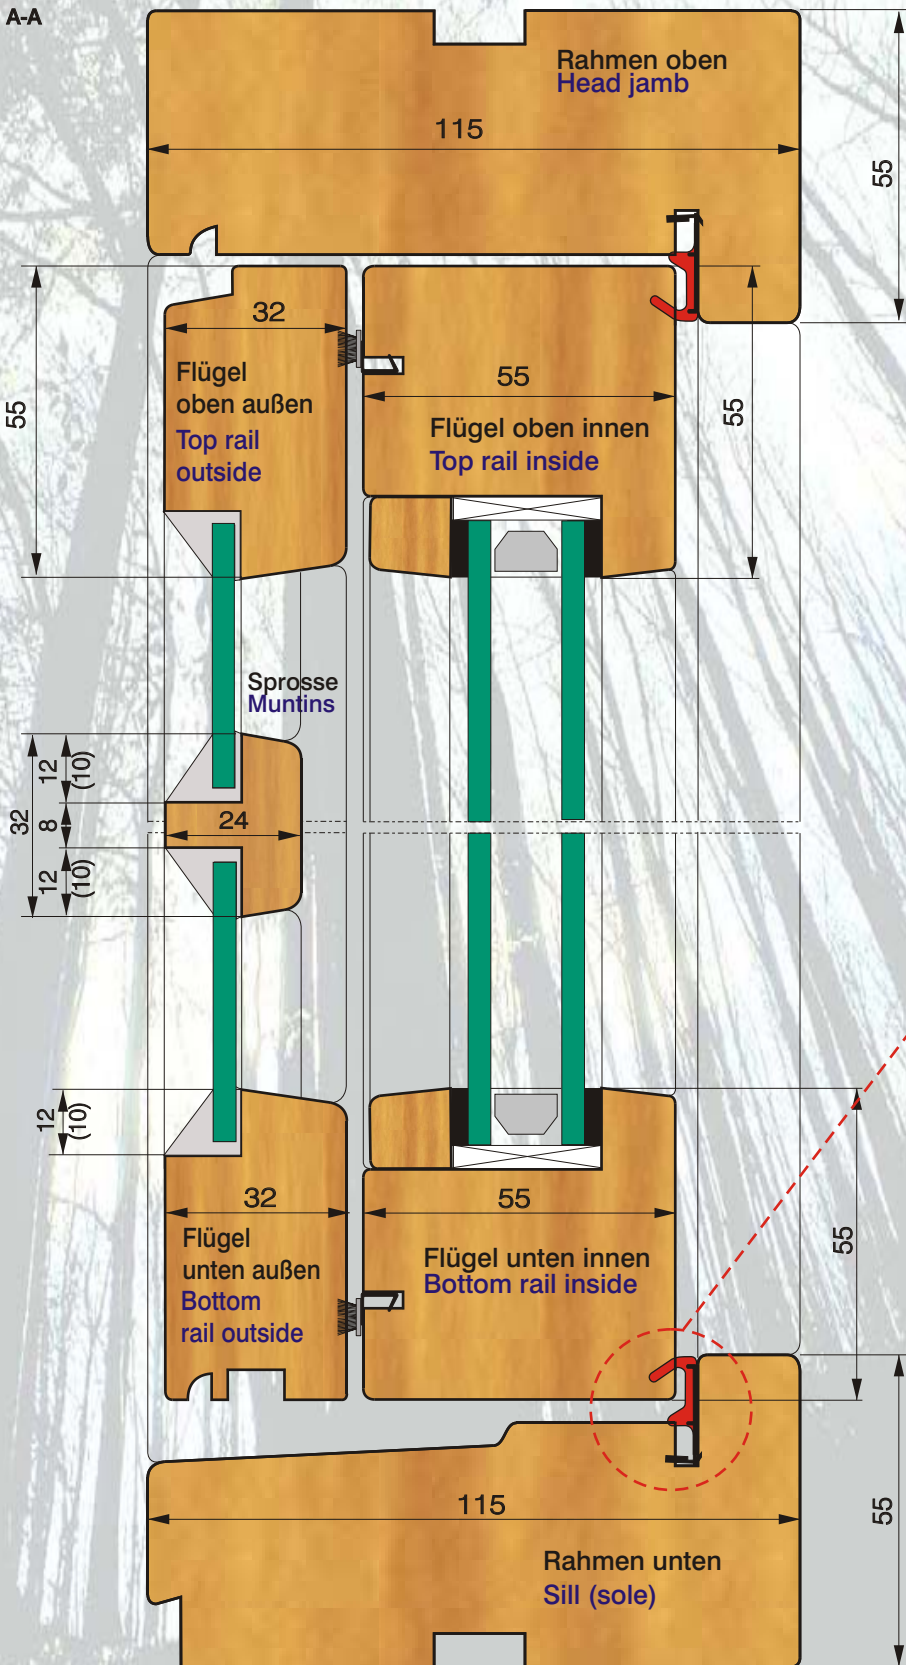 A-A
Rahmen oben
Head jamb
115
55
32
55
Flügel
oben außen
Top rail
outside
55
Flügel oben innen
Top rail inside
55
Sprosse
Muntins
12
(10)
32
8
24
12
(10)
12
(10)
32
55
Flügel
unten außen
Bottom
rail outside
Flügel unten innen
Bottom rail inside
55
115
55
Rahmen unten
Sill (sole)